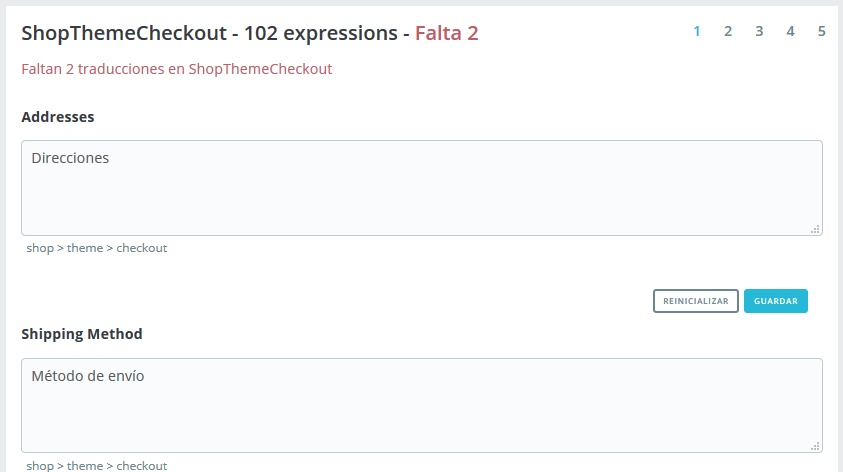 ShopThemeCheckout - 102 expressions - Falta 2
1 2 3 4 5
Faltan 2 traducciones en ShopThemeCheckout
Addresses
Direcciones
shop > theme > checkout
REINICIALIZAR GUARDAR
Shipping Method
Método de envío
shop > theme > checkout